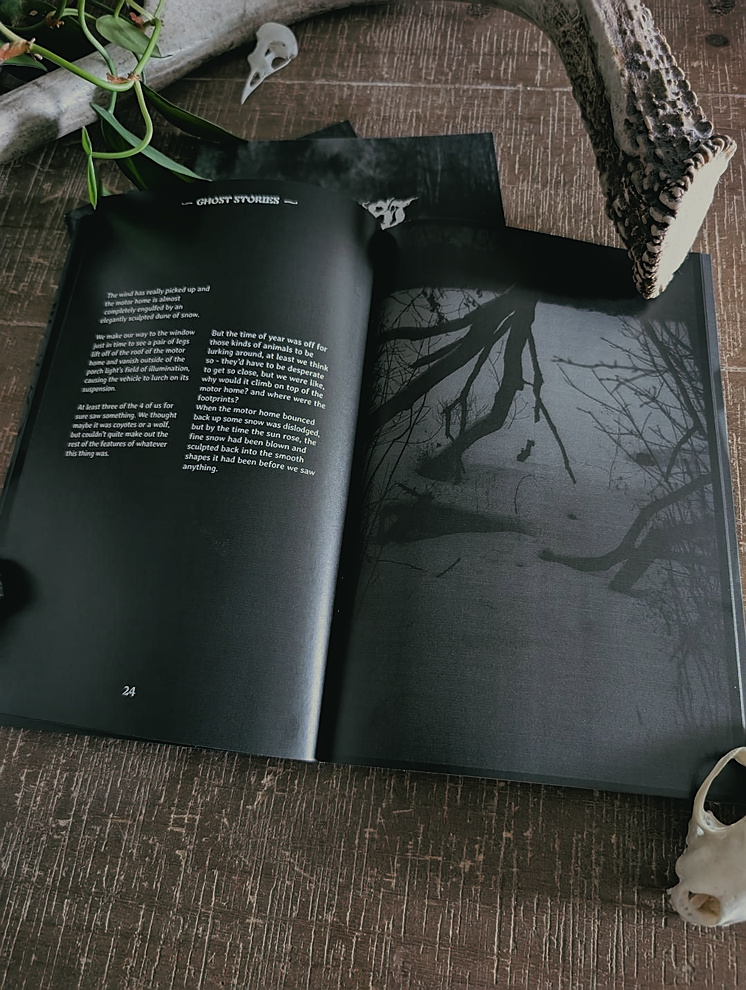 GHOST STORIES
The wind has really picked up and
the motor home is almost
completely engulfed by an
elegantly sculpted dune of snow.
We make our way to the window
just in time to see a pair of legs
lift off of the roof of the motor
home and vanish outside of the
porch light's field of illumination,
causing the vehicle to lurch on its
suspension.
At least three of the 4 of us for
sure saw something. We thought
maybe it was coyotes or a wolf,
but couldn't quite make out the
rest of the features of whatever
this thing was.
But the time of year was off for
those kinds of animals to be
lurking around, at least we think
so - they'd have to be desperate
to get so close, but we were like,
why would it climb on top of the
motor home? and where were the
footprints?
When the motor home bounced
back up some snow was dislodged,
but by the time the sun rose, the
fine snow had been blown and
sculpted back into the smooth
shapes it had been before we saw
anything.
24